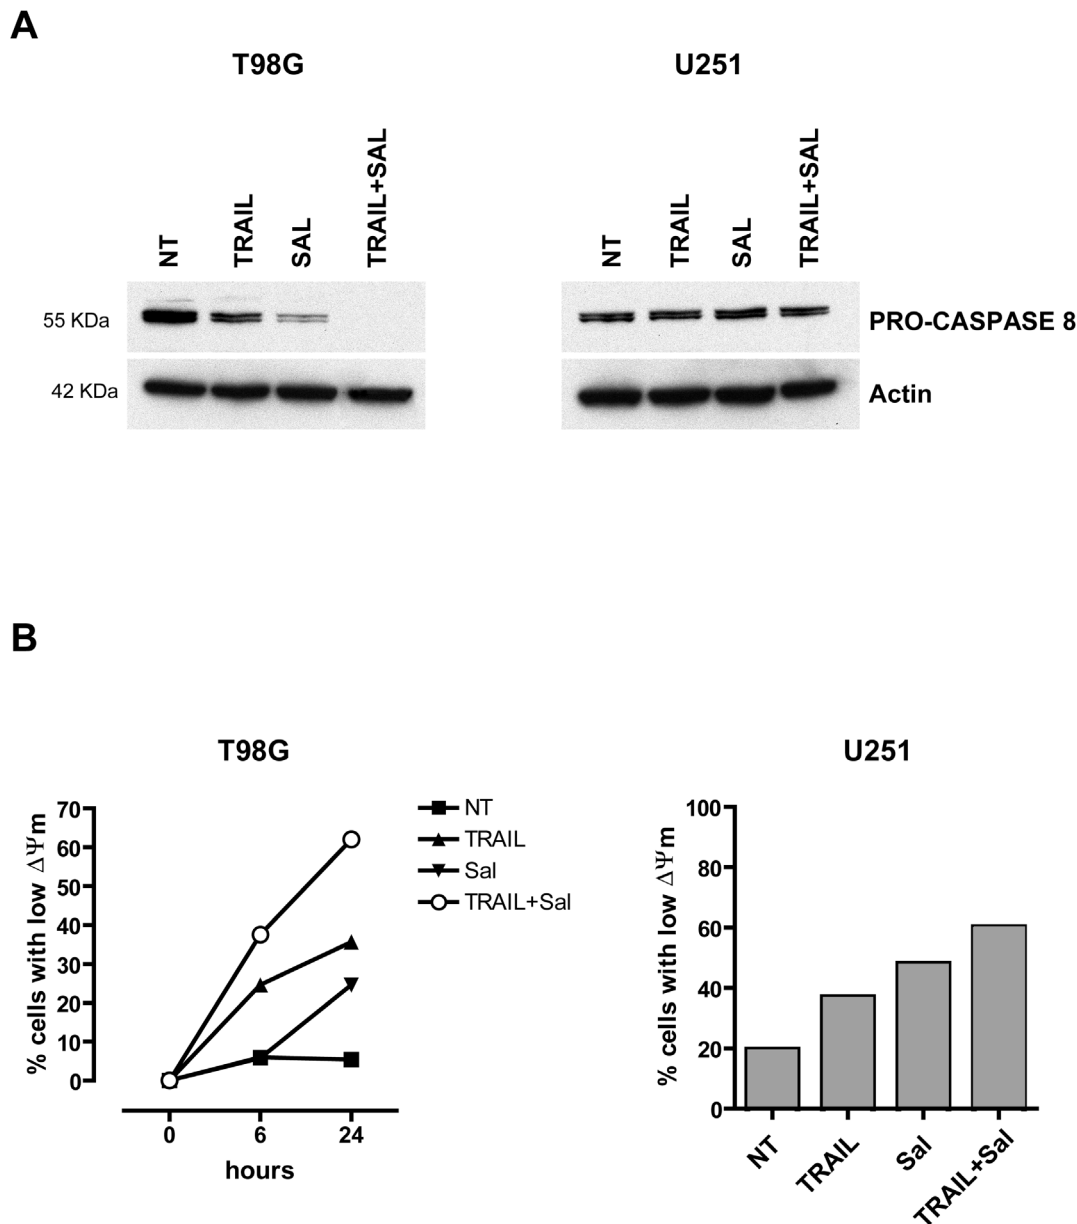 A
T98G
U251
NT
TRAIL
SAL
TRAIL+SAL
NT
TRAIL
SAL
TRAIL+SAL
55 KDa
PRO-CASPASE 8
42 KDa
Actin
B
T98G
U251
% cells with low ΔΨm
70
60
50
40
30
20
10
0
0
6
24
hours
NT
TRAIL
Sal
TRAIL+Sal
% cells with low ΔΨm
100
80
60
40
20
0
NT
TRAIL
Sal
TRAIL+Sal